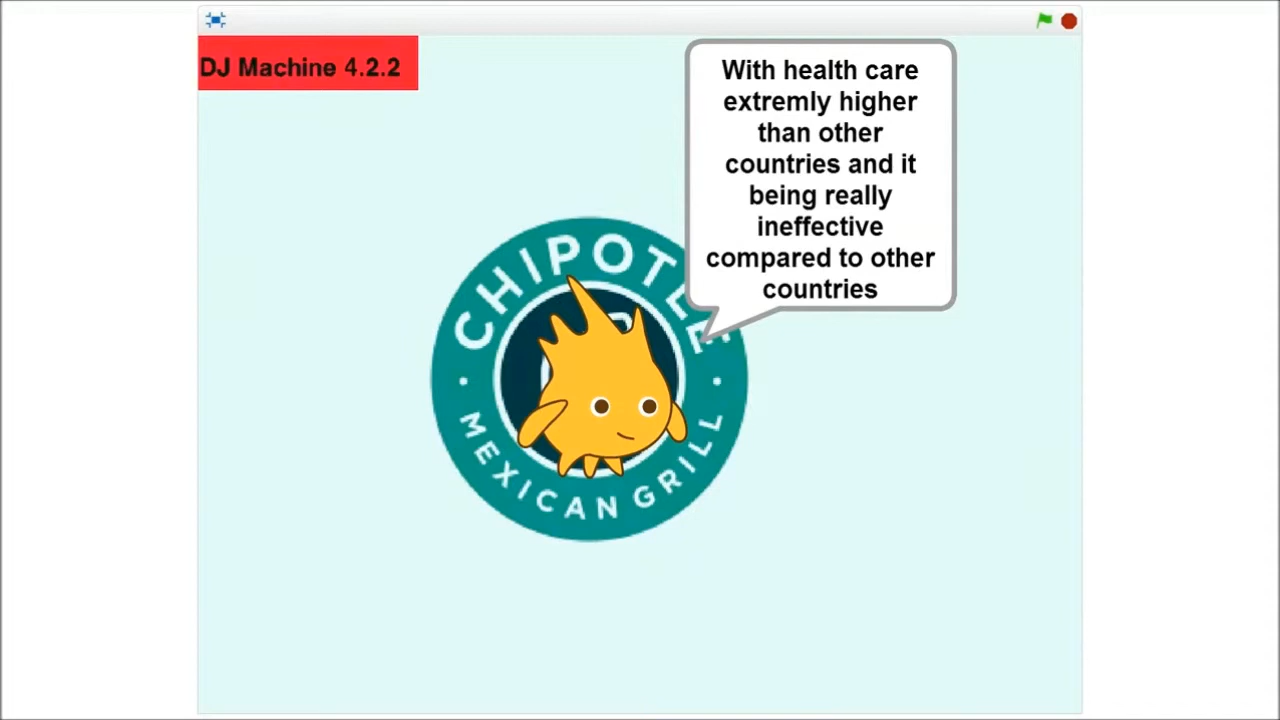 DJ Machine 4.2.2
With health care
extremly higher
than other
countries and it
being really
ineffective
compared to other
countries
CHIPOTLE
MEXICAN GRILL